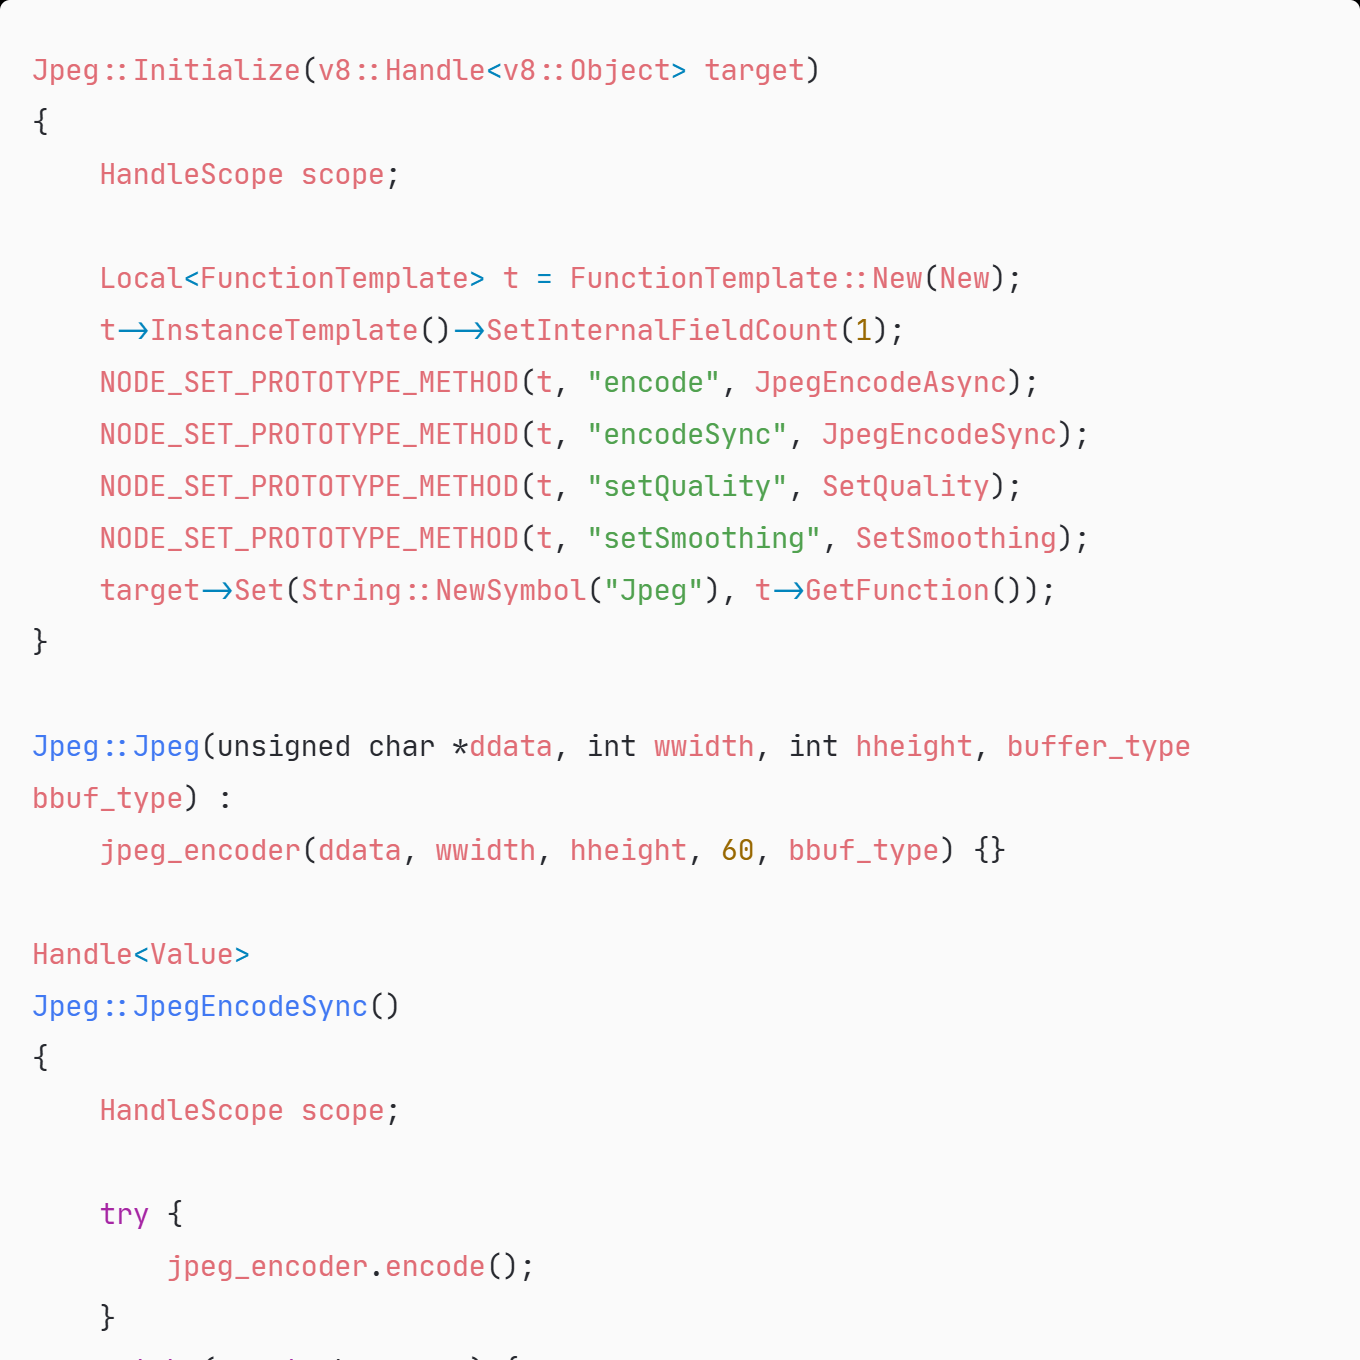 Jpeg::Initialize(v8::Handle<v8::Object> target)
{
    HandleScope scope;

    Local<FunctionTemplate> t = FunctionTemplate::New(New);
    t->InstanceTemplate()->SetInternalFieldCount(1);
    NODE_SET_PROTOTYPE_METHOD(t, "encode", JpegEncodeAsync);
    NODE_SET_PROTOTYPE_METHOD(t, "encodeSync", JpegEncodeSync);
    NODE_SET_PROTOTYPE_METHOD(t, "setQuality", SetQuality);
    NODE_SET_PROTOTYPE_METHOD(t, "setSmoothing", SetSmoothing);
    target->Set(String::NewSymbol("Jpeg"), t->GetFunction());
}

Jpeg::Jpeg(unsigned char *ddata, int wwidth, int hheight, buffer_type
bbuf_type) :
    jpeg_encoder(ddata, wwidth, hheight, 60, bbuf_type) {}

Handle<Value>
Jpeg::JpegEncodeSync()
{
    HandleScope scope;

    try {
        jpeg_encoder.encode();
    }